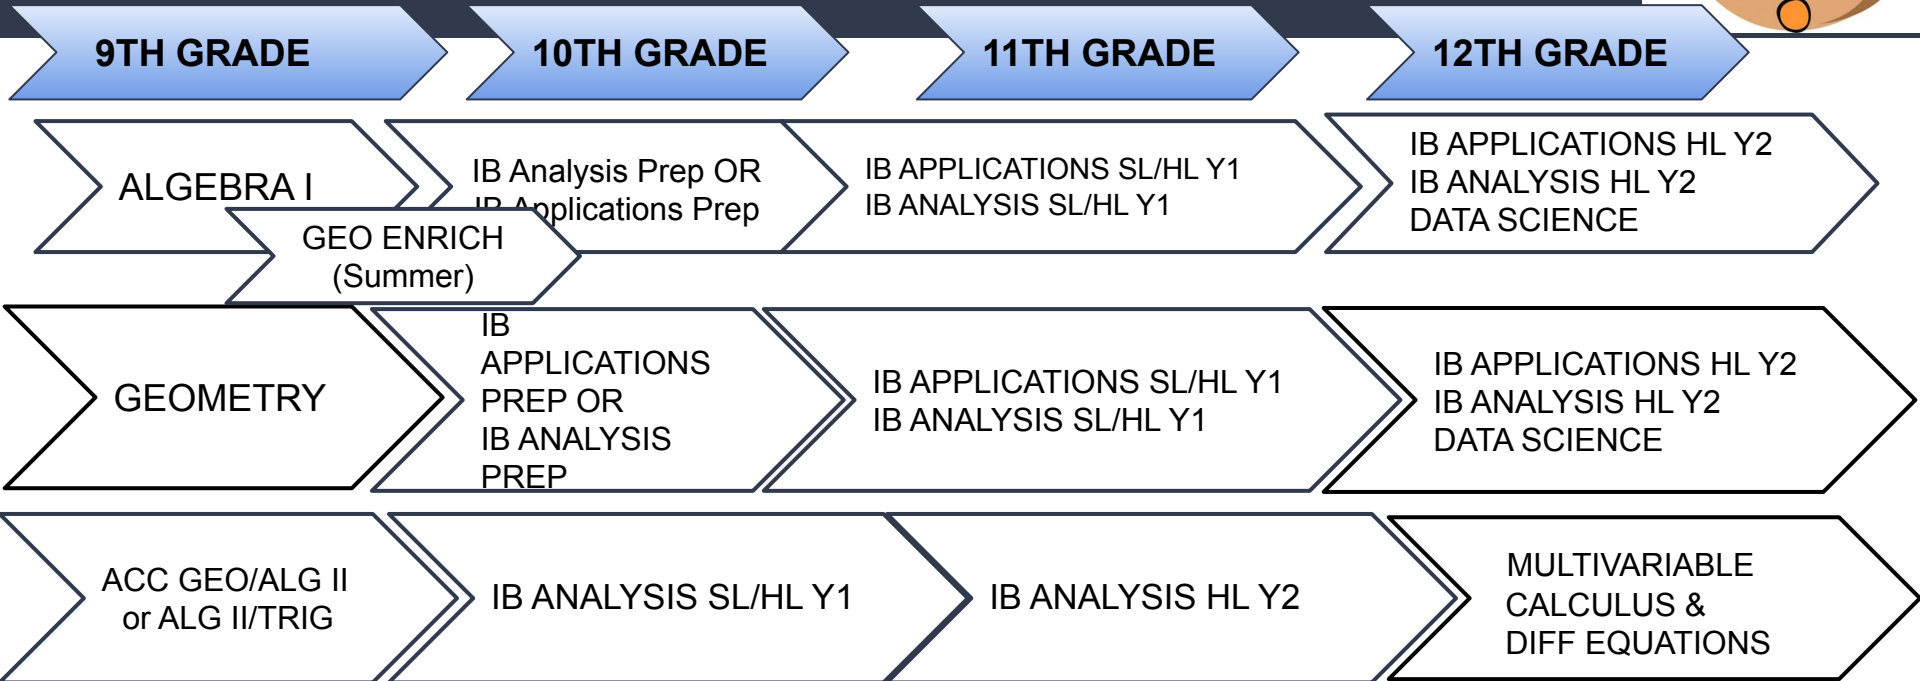 9TH GRADE
10TH GRADE
11TH GRADE
12TH GRADE
ALGEBRA I
IB Analysis Prep OR
IB Applications Prep
IB APPLICATIONS SL/HL Y1
IB ANALYSIS SL/HL Y1
IB APPLICATIONS HL Y2
IB ANALYSIS HL Y2
DATA SCIENCE
GEO ENRICH
(Summer)
GEOMETRY
IB
APPLICATIONS
PREP OR
IB ANALYSIS
PREP
IB APPLICATIONS SL/HL Y1
IB ANALYSIS SL/HL Y1
IB APPLICATIONS HL Y2
IB ANALYSIS HL Y2
DATA SCIENCE
ACC GEO/ALG II
or ALG II/TRIG
IB ANALYSIS SL/HL Y1
IB ANALYSIS HL Y2
MULTIVARIABLE
CALCULUS &
DIFF EQUATIONS